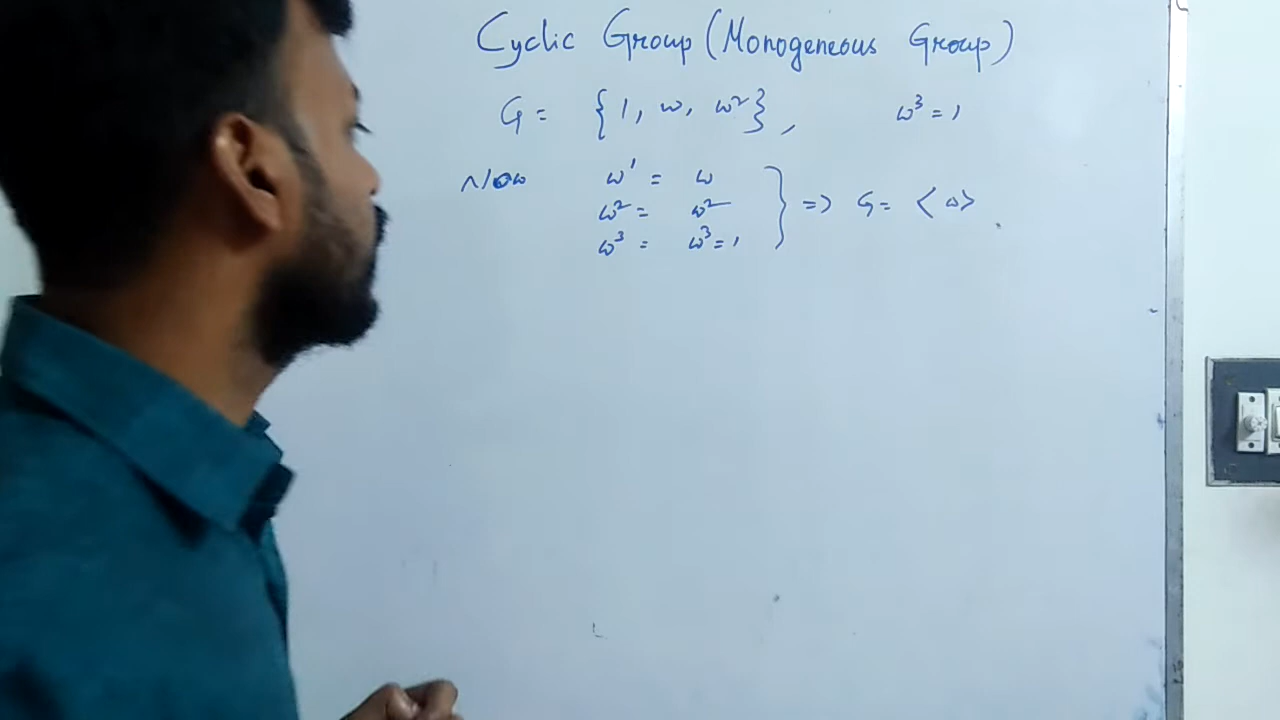 Cyclic Group (Monogeneous Group)
G = {1, ω, ω²}, ω³ = 1
Now ω¹ = ω
ω² = ω² } => G = <ω>
ω³ = ω³ = 1